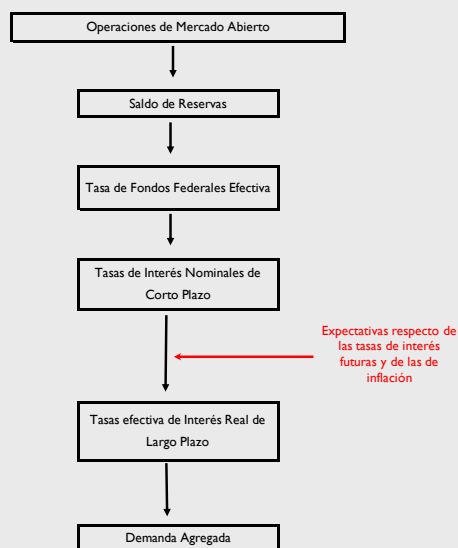 Operaciones de Mercado Abierto
Saldo de Reservas
Tasa de Fondos Federales Efectiva
Tasas de Interés Nominales de
Corto Plazo
Expectativas respecto de
las tasas de interés
futuras y de las de
inflación
Tasas efectiva de Interés Real de
Largo Plazo
Demanda Agregada